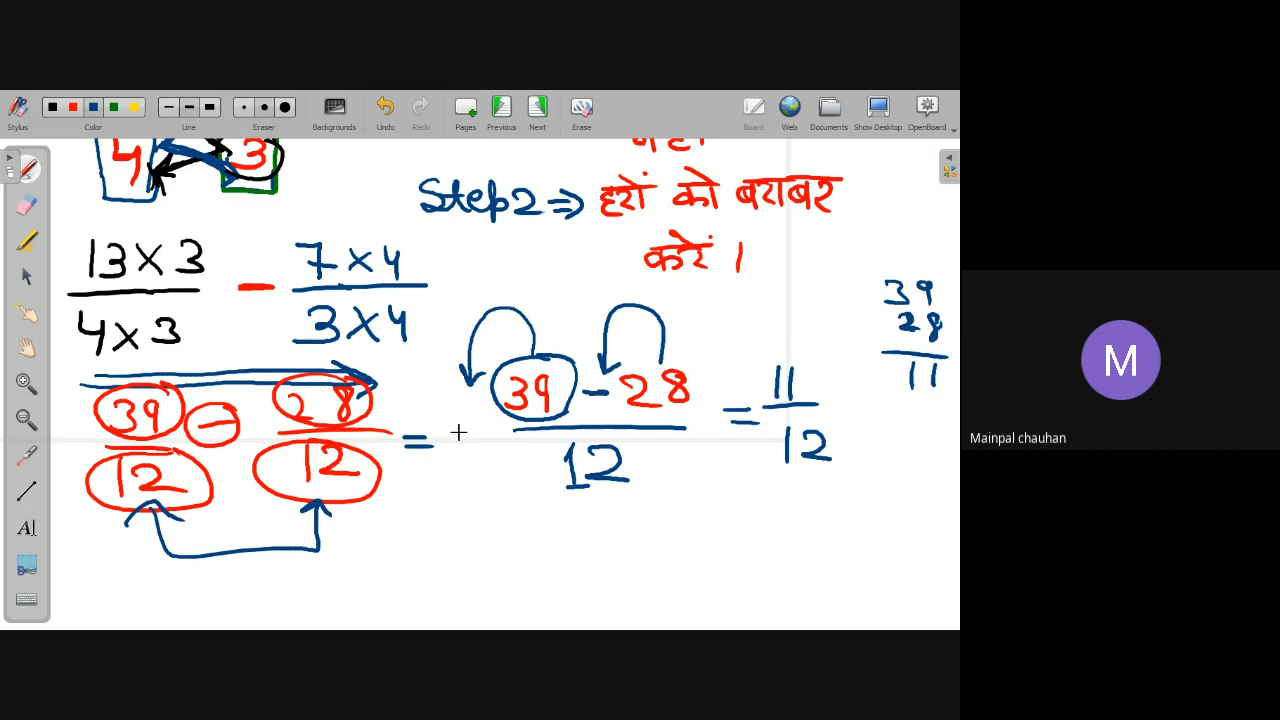 Stylus
Color
Line
Eraser
Backgrounds
Undo
Redo
Pages
Previous
Next
Erase
Board
Web
Documents
Show Desktop
OpenBoard
4 3
Step2 => हरों को बराबर
करें ।
13 x 3 / 4 x 3 - 7 x 4 / 3 x 4
39 / 12 - 28 / 12 = 39 - 28 / 12 = 11 / 12
39
28
11
M
Mainpal chauhan